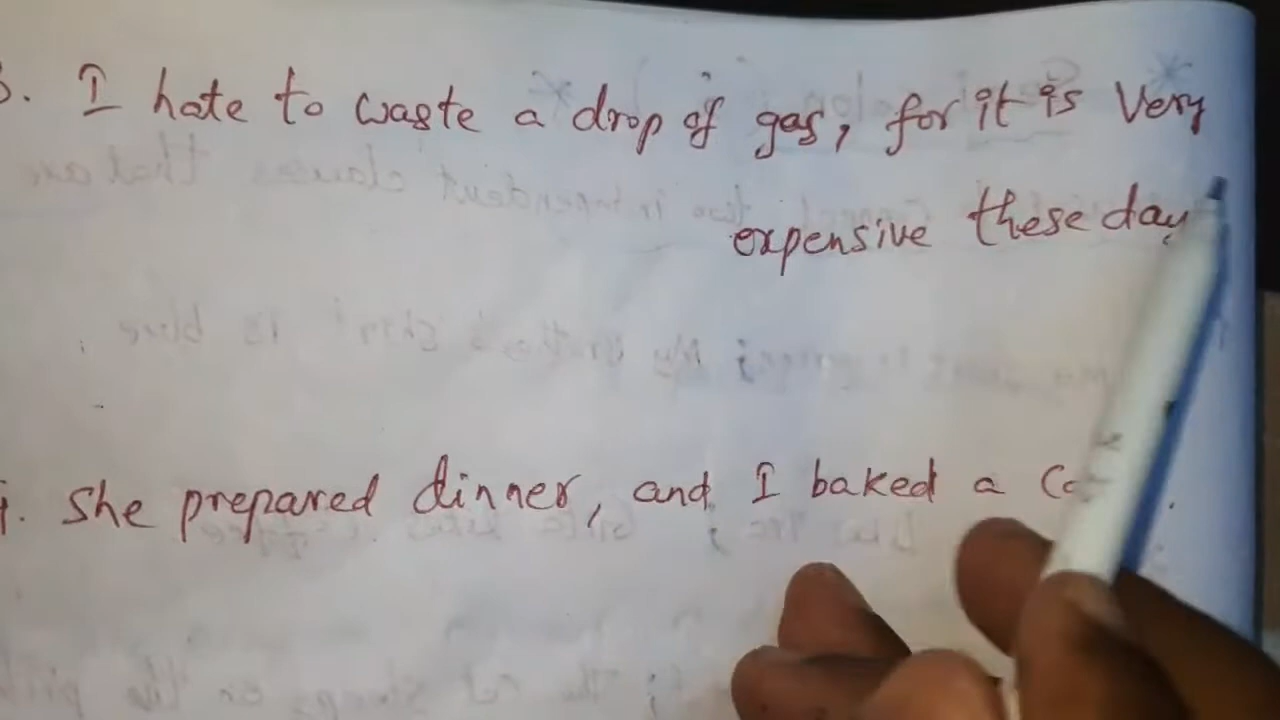 I hate to waste a drop of gas, for it is Very
expensive these day
She prepared dinner, and I baked a